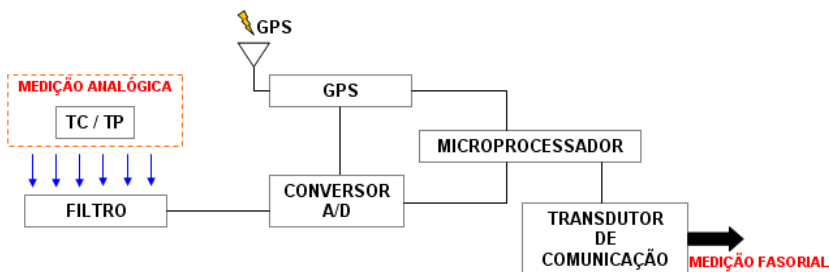 GPS
MEDIÇÃO ANALÓGICA
GPS
TC / TP
MICROPROCESSADOR
CONVERSOR
A/D
FILTRO
TRANSDUTOR
DE
COMUNICAÇÃO
MEDIÇÃO FASORIAL